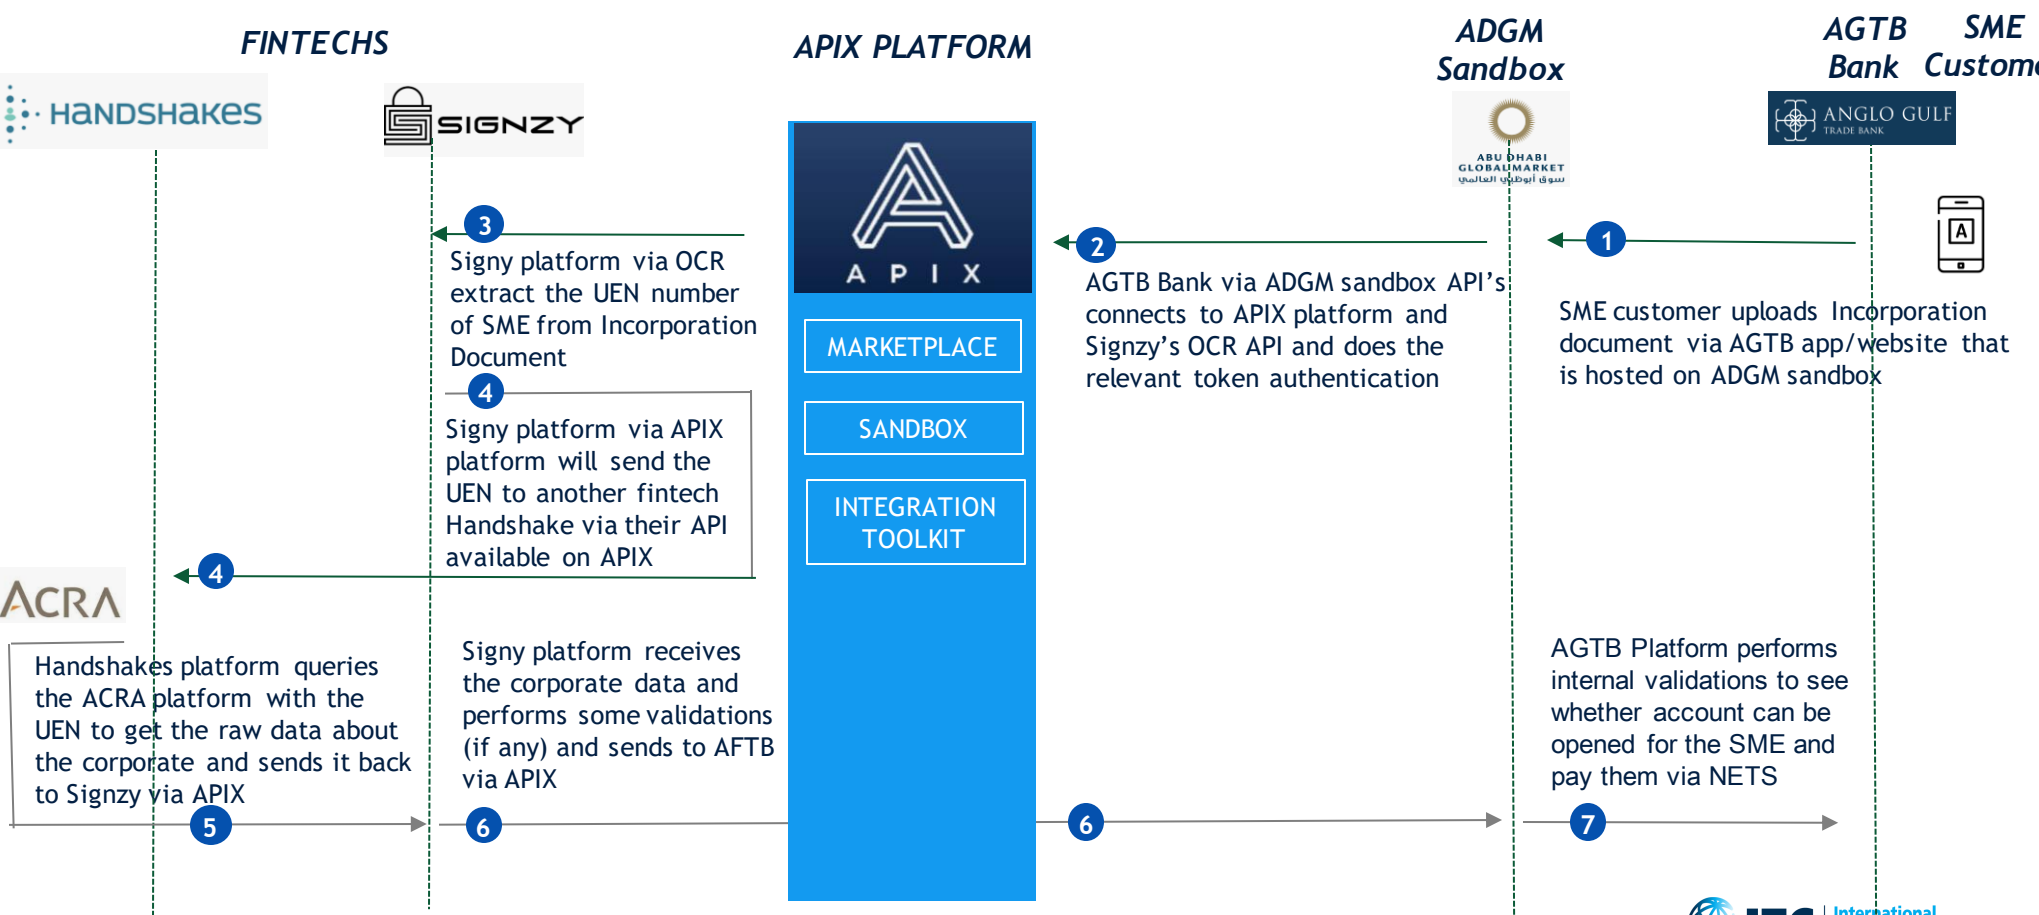 FINTECHS
APIX PLATFORM
ADGM
Sandbox
AGTB
Bank
SME
Custome
HANDSHAKES
SIGNZY
APIX
ABU DHABI
GLOBAL MARKET
سوق أبوظبي العالمي
ANGLO GULF
TRADE BANK
A
3
Signy platform via OCR
extract the UEN number
of SME from Incorporation
Document
2
AGTB Bank via ADGM sandbox API's
connects to APIX platform and
Signzy's OCR API and does the
relevant token authentication
1
SME customer uploads Incorporation
document via AGTB app/website that
is hosted on ADGM sandbox
MARKETPLACE
SANDBOX
INTEGRATION
TOOLKIT
4
Signy platform via APIX
platform will send the
UEN to another fintech
Handshake via their API
available on APIX
4
ACRA
Handshakes platform queries
the ACRA platform with the
UEN to get the raw data about
the corporate and sends it back
to Signzy via APIX
5
Signy platform receives
the corporate data and
performs some validations
(if any) and sends to AFTB
via APIX
6
6
AGTB Platform performs
internal validations to see
whether account can be
opened for the SME and
pay them via NETS
7
IFC
International